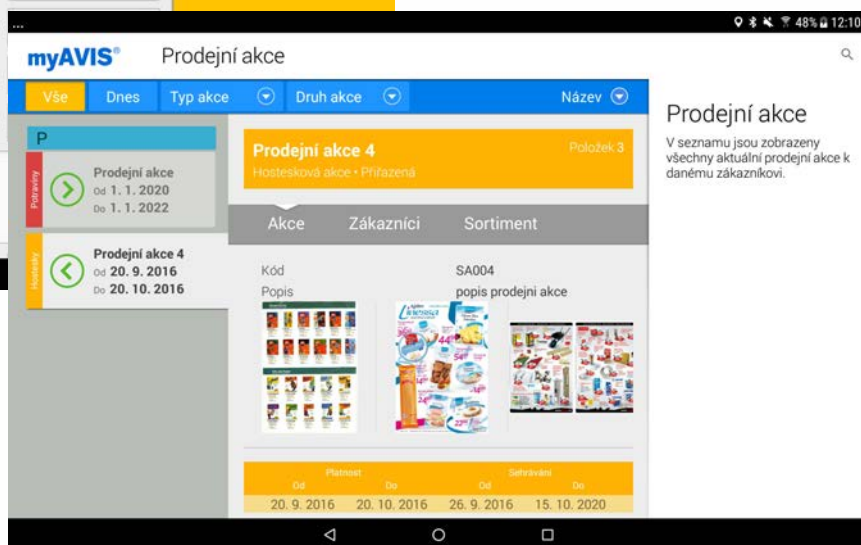 ...
48% 12:10
myAVIS®
Prodejní akce
Vše
Dnes
Typ akce
Druh akce
Název
P
Potraviny
Prodejní akce
Od 1. 1. 2020
Do 1. 1. 2022
Hostesky
Prodejní akce 4
Od 20. 9. 2016
Do 20. 10. 2016
Prodejní akce 4
Položek 3
Hostesková akce • Přiřazená
Akce
Zákazníci
Sortiment
Kód
SA004
Popis
popis prodejni akce
Linessa
Platnost
Sehrávání
Od
Do
Od
Do
20. 9. 2016
20. 10. 2016
26. 9. 2016
15. 10. 2020
Prodejní akce
V seznamu jsou zobrazeny
všechny aktuální prodejní akce k
danému zákazníkovi.